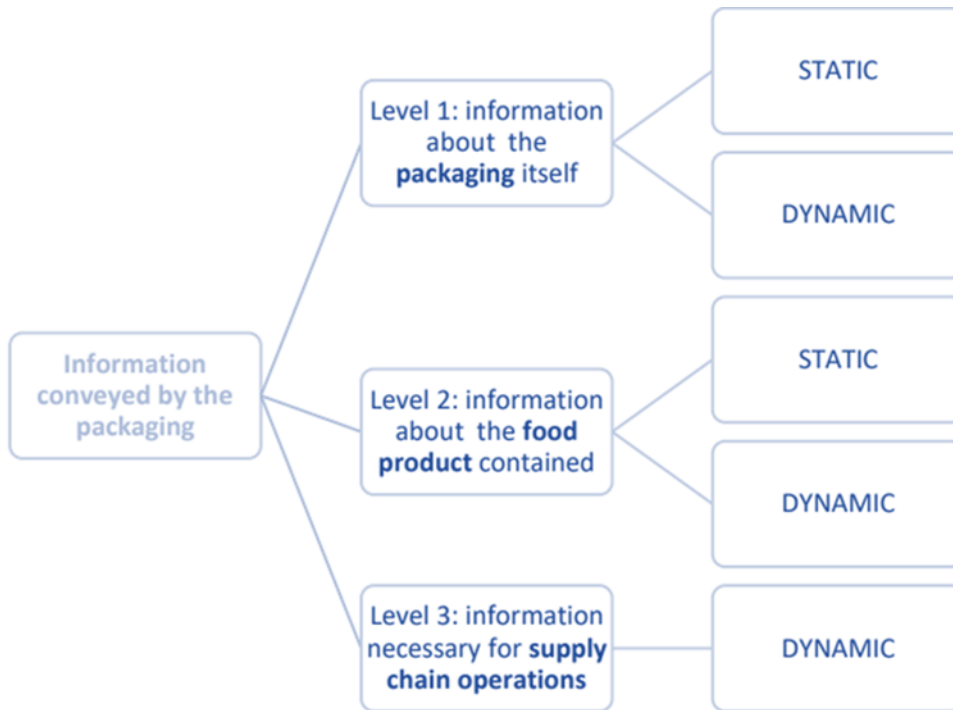 Information
conveyed by the
packaging
Level 1: information
about the
packaging itself
STATIC
DYNAMIC
Level 2: information
about the food
product contained
STATIC
DYNAMIC
Level 3: information
necessary for supply
chain operations
DYNAMIC